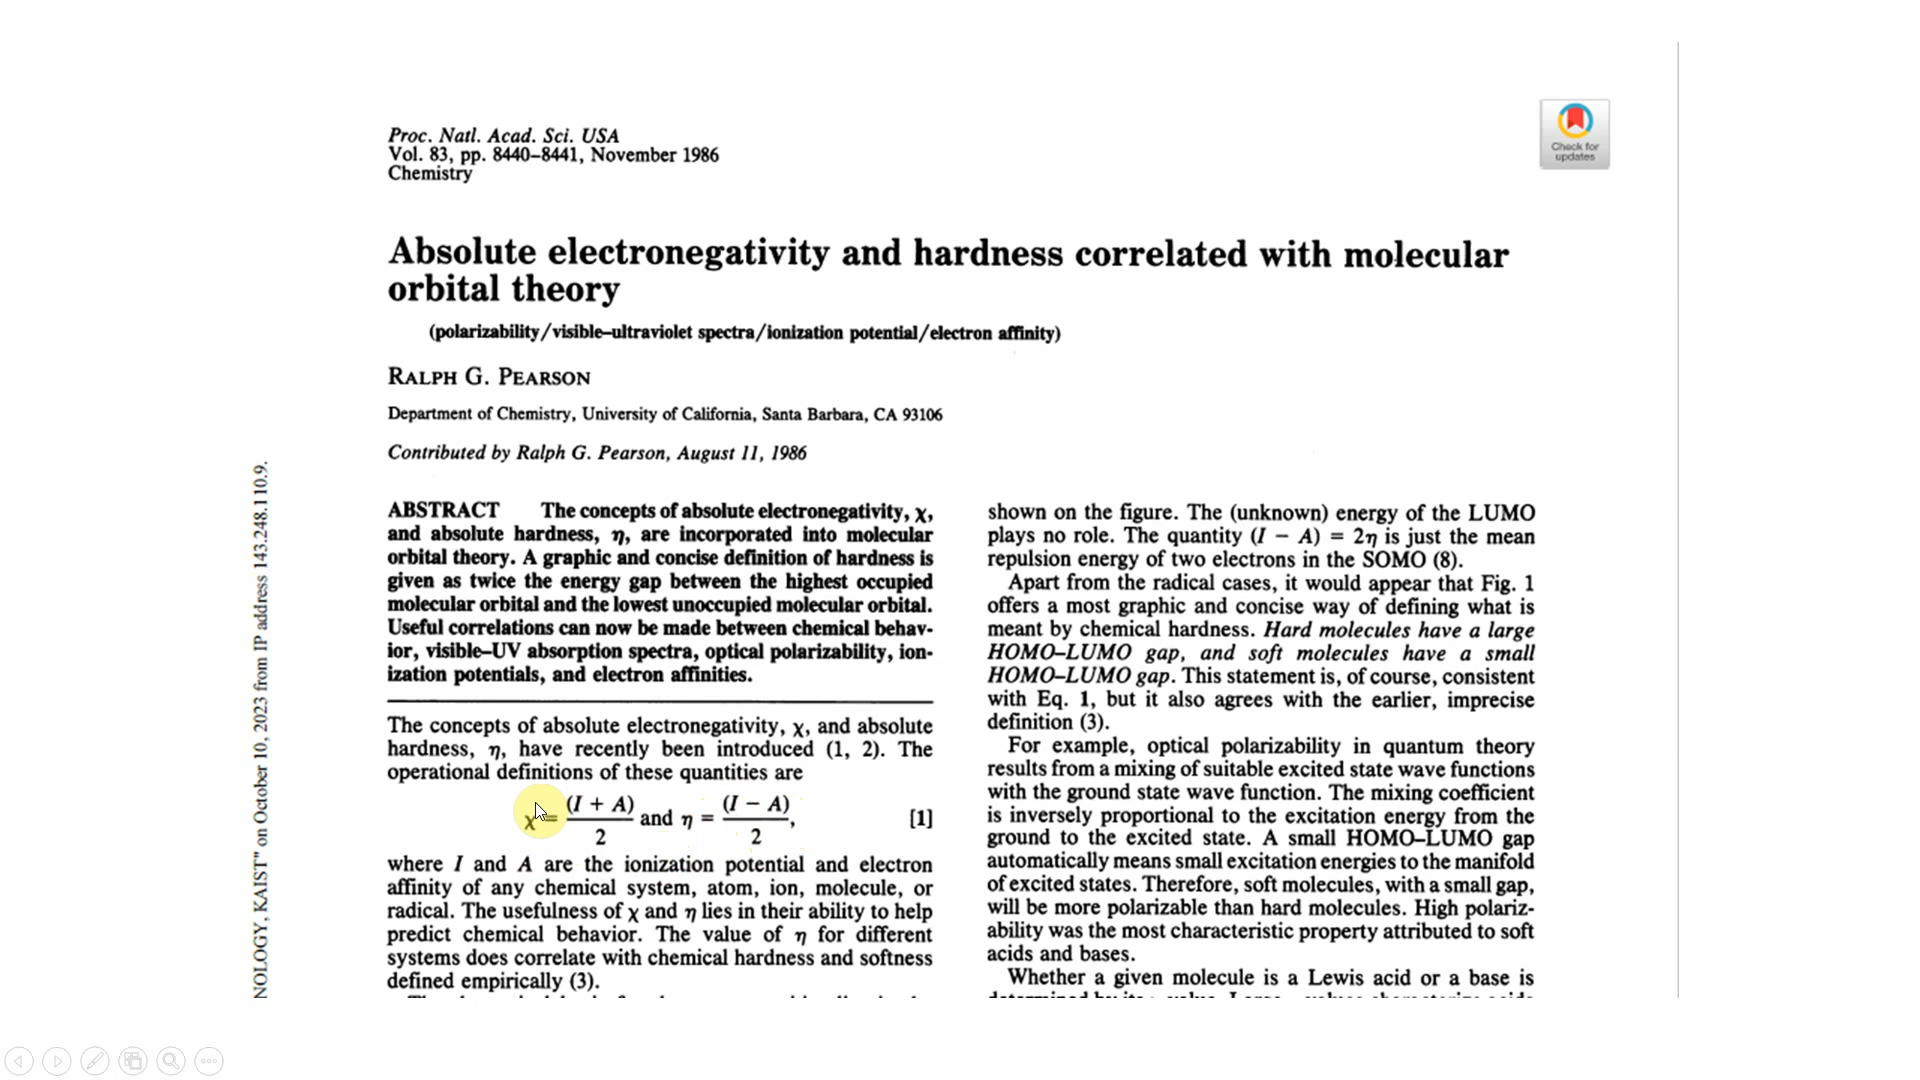 Proc. Natl. Acad. Sci. USA
Vol. 83, pp. 8440–8441, November 1986
Chemistry
Check for
updates
Absolute electronegativity and hardness correlated with molecular
orbital theory
(polarizability/visible–ultraviolet spectra/ionization potential/electron affinity)
RALPH G. PEARSON
Department of Chemistry, University of California, Santa Barbara, CA 93106
Contributed by Ralph G. Pearson, August 11, 1986
NOLOGY, KAIST" on October 10, 2023 from IP address 143.248.110.9.
ABSTRACT The concepts of absolute electronegativity, χ,
and absolute hardness, η, are incorporated into molecular
orbital theory. A graphic and concise definition of hardness is
given as twice the energy gap between the highest occupied
molecular orbital and the lowest unoccupied molecular orbital.
Useful correlations can now be made between chemical behav-
ior, visible–UV absorption spectra, optical polarizability, ion-
ization potentials, and electron affinities.
The concepts of absolute electronegativity, χ, and absolute
hardness, η, have recently been introduced (1, 2). The
operational definitions of these quantities are
χ = (I + A)/2 and η = (I − A)/2, [1]
where I and A are the ionization potential and electron
affinity of any chemical system, atom, ion, molecule, or
radical. The usefulness of χ and η lies in their ability to help
predict chemical behavior. The value of η for different
systems does correlate with chemical hardness and softness
defined empirically (3).
shown on the figure. The (unknown) energy of the LUMO
plays no role. The quantity (I − A) = 2η is just the mean
repulsion energy of two electrons in the SOMO (8).
Apart from the radical cases, it would appear that Fig. 1
offers a most graphic and concise way of defining what is
meant by chemical hardness. Hard molecules have a large
HOMO–LUMO gap, and soft molecules have a small
HOMO–LUMO gap. This statement is, of course, consistent
with Eq. 1, but it also agrees with the earlier, imprecise
definition (3).
For example, optical polarizability in quantum theory
results from a mixing of suitable excited state wave functions
with the ground state wave function. The mixing coefficient
is inversely proportional to the excitation energy from the
ground to the excited state. A small HOMO–LUMO gap
automatically means small excitation energies to the manifold
of excited states. Therefore, soft molecules, with a small gap,
will be more polarizable than hard molecules. High polariz-
ability was the most characteristic property attributed to soft
acids and bases.
Whether a given molecule is a Lewis acid or a base is